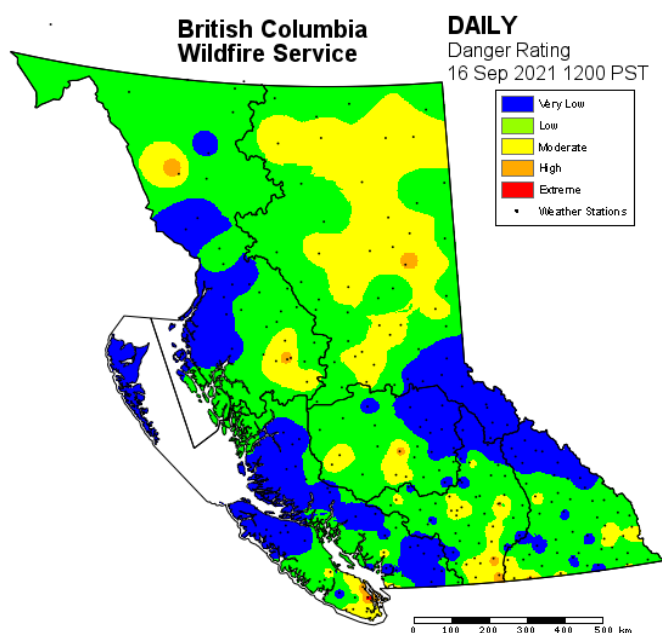 British Columbia
Wildfire Service
DAILY
Danger Rating
16 Sep 2021 1200 PST
Very Low
Low
Moderate
High
Extreme
Weather Stations
0 100 200 300 400 500 km